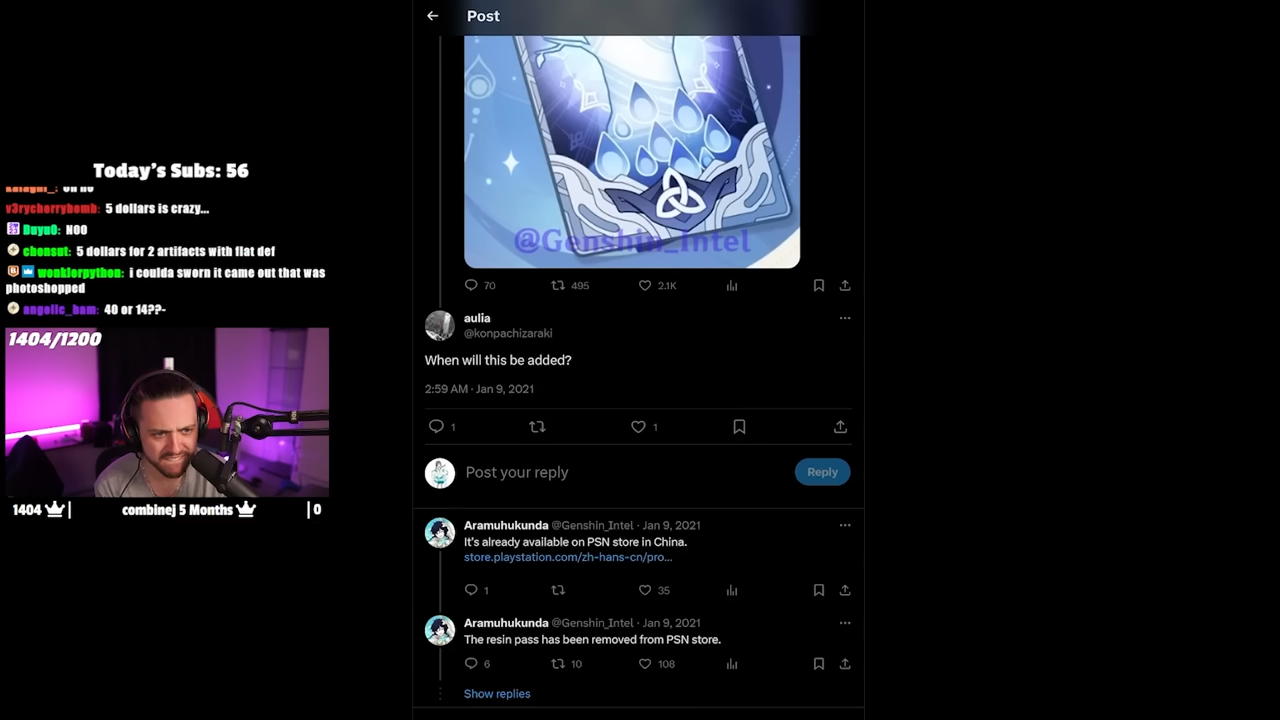 Today's Subs: 56
v3rycherrybomb: 5 dollars is crazy...
DuyuO: NOO
chonsut: 5 dollars for 2 artifacts with flat def
wonklorpython: i coulda sworn it came out that was
photoshopped
angelic_bam: 40 or 14??-
1404/1200
1404
combinej 5 Months
0
Post
@Genshin_Intel
70
495
2.1K
aulia
@konpachizaraki
When will this be added?
2:59 AM · Jan 9, 2021
1
1
Post your reply
Reply
Aramuhukunda @Genshin_Intel · Jan 9, 2021
It's already available on PSN store in China.
store.playstation.com/zh-hans-cn/pro...
1
35
Aramuhukunda @Genshin_Intel · Jan 9, 2021
The resin pass has been removed from PSN store.
6
10
108
Show replies